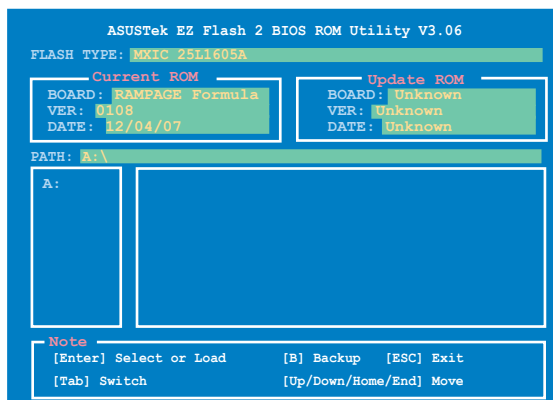 ASUSTek EZ Flash 2 BIOS ROM Utility V3.06
FLASH TYPE: MXIC 25L1605A
Current ROM
BOARD: RAMPAGE Formula
VER: 0108
DATE: 12/04/07
Update ROM
BOARD: Unknown
VER: Unknown
DATE: Unknown
PATH: A:\
A:
Note
[Enter] Select or Load [B] Backup [ESC] Exit
[Tab] Switch [Up/Down/Home/End] Move